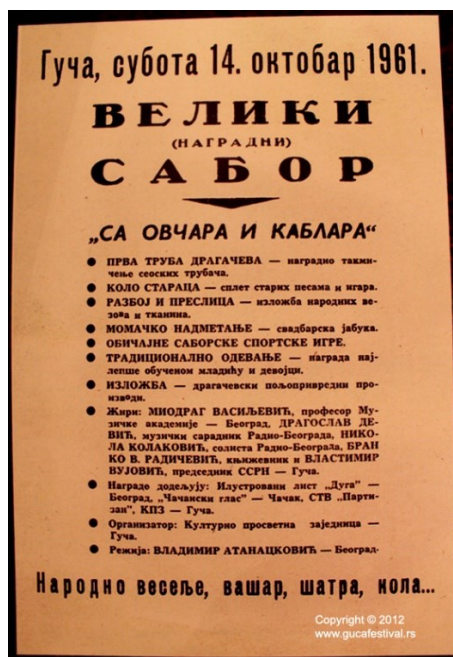 Гуча, субота 14. октобар 1961.
ВЕЛИКИ
(НАГРАДНИ)
САБОР
„СА ОВЧАРА И КАБЛАРА“
● ПРВА ТРУБА ДРАГАЧЕВА — наградно такми-
чење сеоских трубача.
● КОЛО СТАРАЦА — сплет старих песама и игара.
● РАЗБОЈ И ПРЕСЛИЦА — изложба народних ве-
зова и тканина.
● МОМАЧКО НАДМЕТАЊЕ — свадбарска јабука.
● ОБИЧАЈНЕ САБОРСКЕ СПОРТСКЕ ИГРЕ.
● ТРАДИЦИОНАЛНО ОДЕВАЊЕ — награда нај-
лепше обученом младићу и девојци.
● ИЗЛОЖБА — драгачевски пољопривредни про-
изводи.
● Жири: МИОДРАГ ВАСИЉЕВИЋ, професор Му-
зичке академије — Београд, ДРАГОСЛАВ ДЕ-
ВИЋ, музички сарадник Радио-Београда, НИКО-
ЛА КОЛАКОВИЋ, солиста Радио-Београда, БРАН
КО В. РАДИЧЕВИЋ, књижевник и ВЛАСТИМИР
ВУЈОВИЋ, председник ССРН — Гуча.
● Награде додељују: Илустровани лист „Дуга“ —
Београд, „Чачански глас“ — Чачак, СТВ „Парти-
зан“, КПЗ — Гуча.
● Организатор: Културно просветна заједница —
Гуча.
● Режија: ВЛАДИМИР АТАНАЦКОВИЋ — Београд.
Народно весеље, вашар, шатра, кола...
Copyright © 2012
www.gucafestival.rs